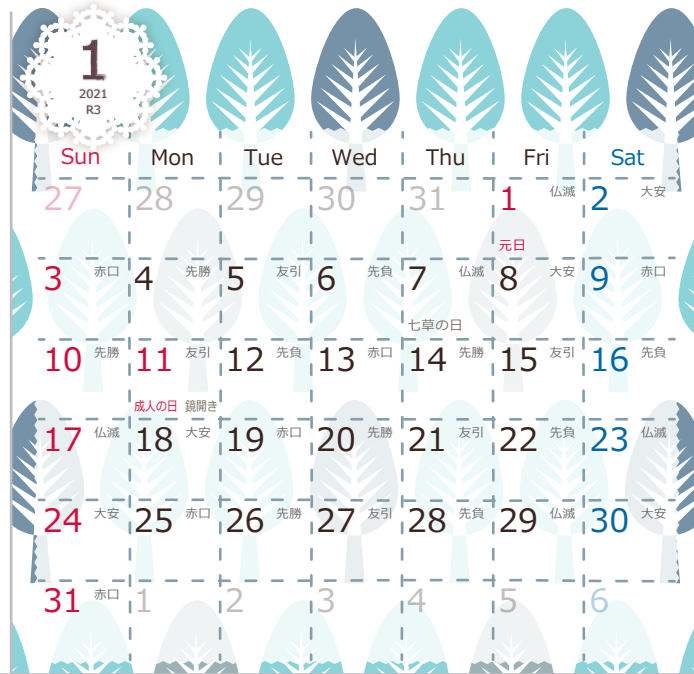 1
2021
R3
Sun Mon Tue Wed Thu Fri Sat
27 28 29 30 31 1 仏滅 2 大安
元日
3 赤口 4 先勝 5 友引 6 先負 7 仏滅 8 大安 9 赤口
七草の日
10 先勝 11 友引 12 先負 13 赤口 14 先勝 15 友引 16 先負
成人の日 鏡開き
17 仏滅 18 大安 19 赤口 20 先勝 21 友引 22 先負 23 仏滅
24 大安 25 赤口 26 先勝 27 友引 28 先負 29 仏滅 30 大安
31 赤口 1 2 3 4 5 6